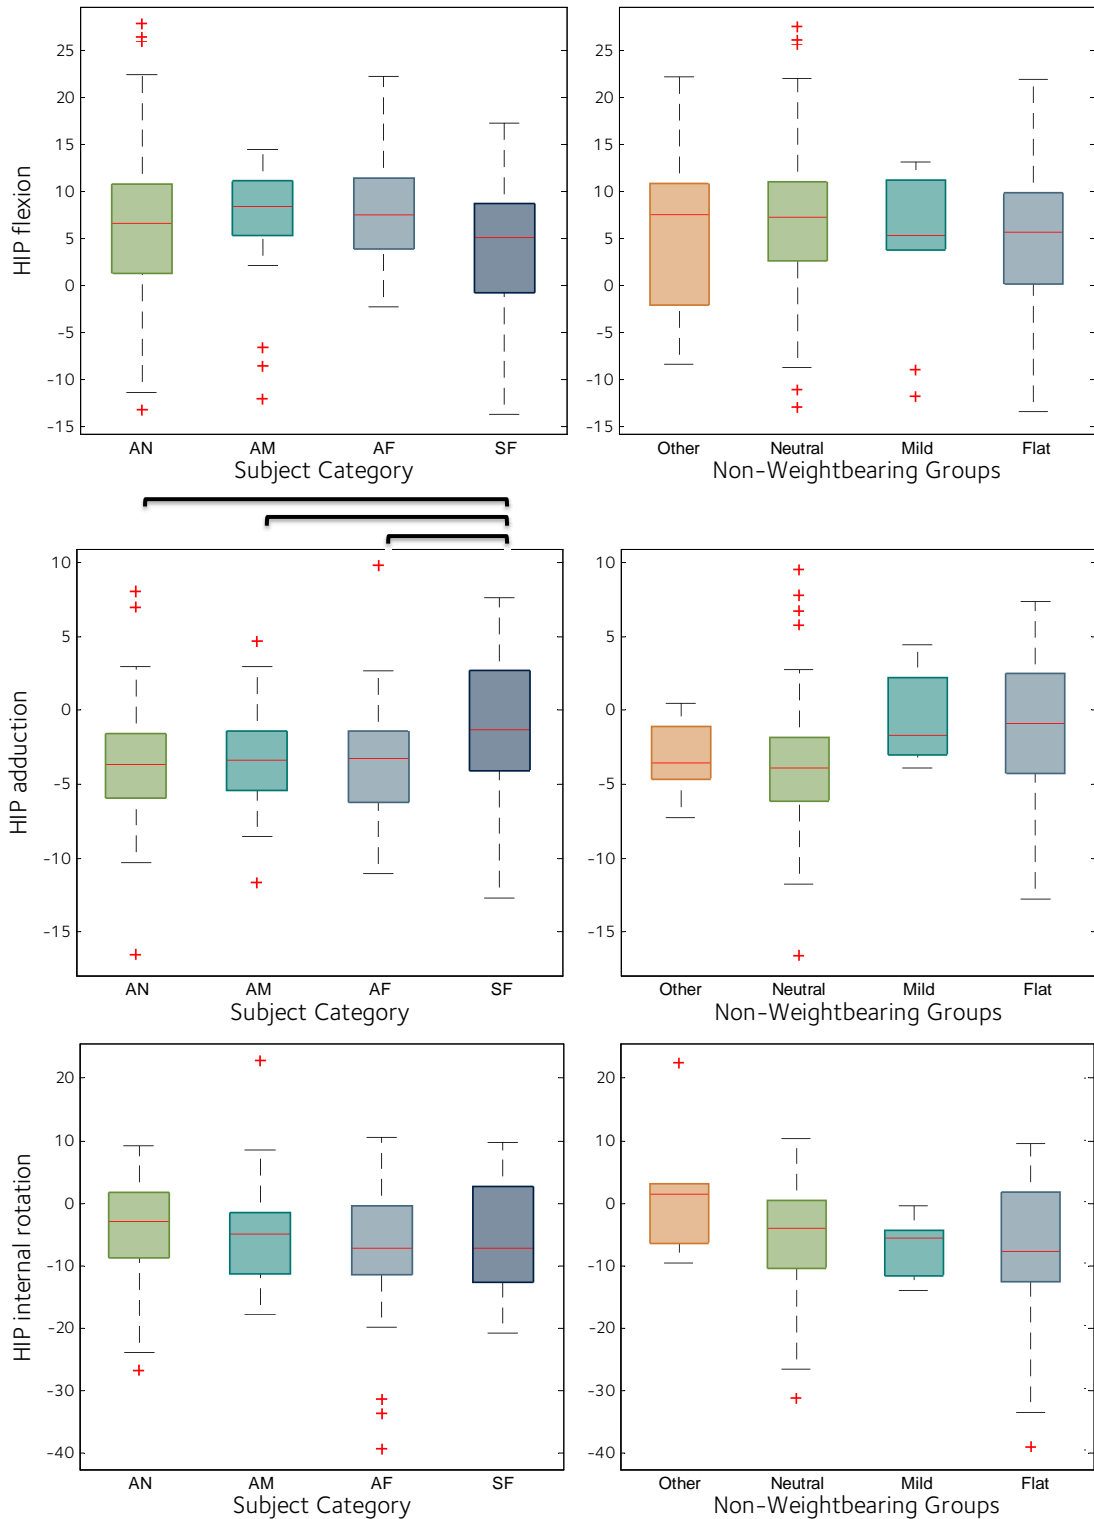 HIP flexion
25
20
15
10
5
0
-5
-10
-15
AN AM AF SF
Subject Category
25
20
15
10
5
0
-5
-10
-15
Other Neutral Mild Flat
Non-Weightbearing Groups
HIP adduction
10
5
0
-5
-10
-15
AN AM AF SF
Subject Category
10
5
0
-5
-10
-15
Other Neutral Mild Flat
Non-Weightbearing Groups
HIP internal rotation
20
10
0
-10
-20
-30
-40
AN AM AF SF
Subject Category
20
10
0
-10
-20
-30
-40
Other Neutral Mild Flat
Non-Weightbearing Groups